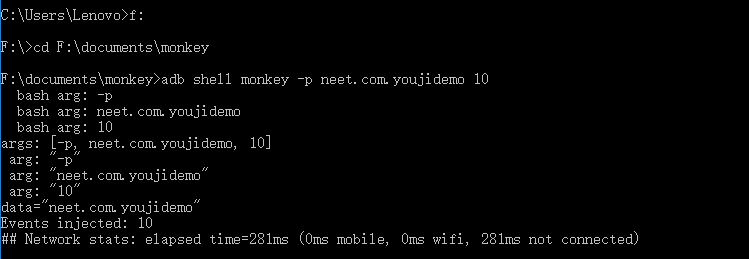 C:\Users\Lenovo>f:
F:\>cd F:\documents\monkey
F:\documents\monkey>adb shell monkey -p neet.com.youjidemo 10
  bash arg: -p
  bash arg: neet.com.youjidemo
  bash arg: 10
args: [-p, neet.com.youjidemo, 10]
 arg: "-p"
 arg: "neet.com.youjidemo"
 arg: "10"
data="neet.com.youjidemo"
Events injected: 10
## Network stats: elapsed time=281ms (0ms mobile, 0ms wifi, 281ms not connected)